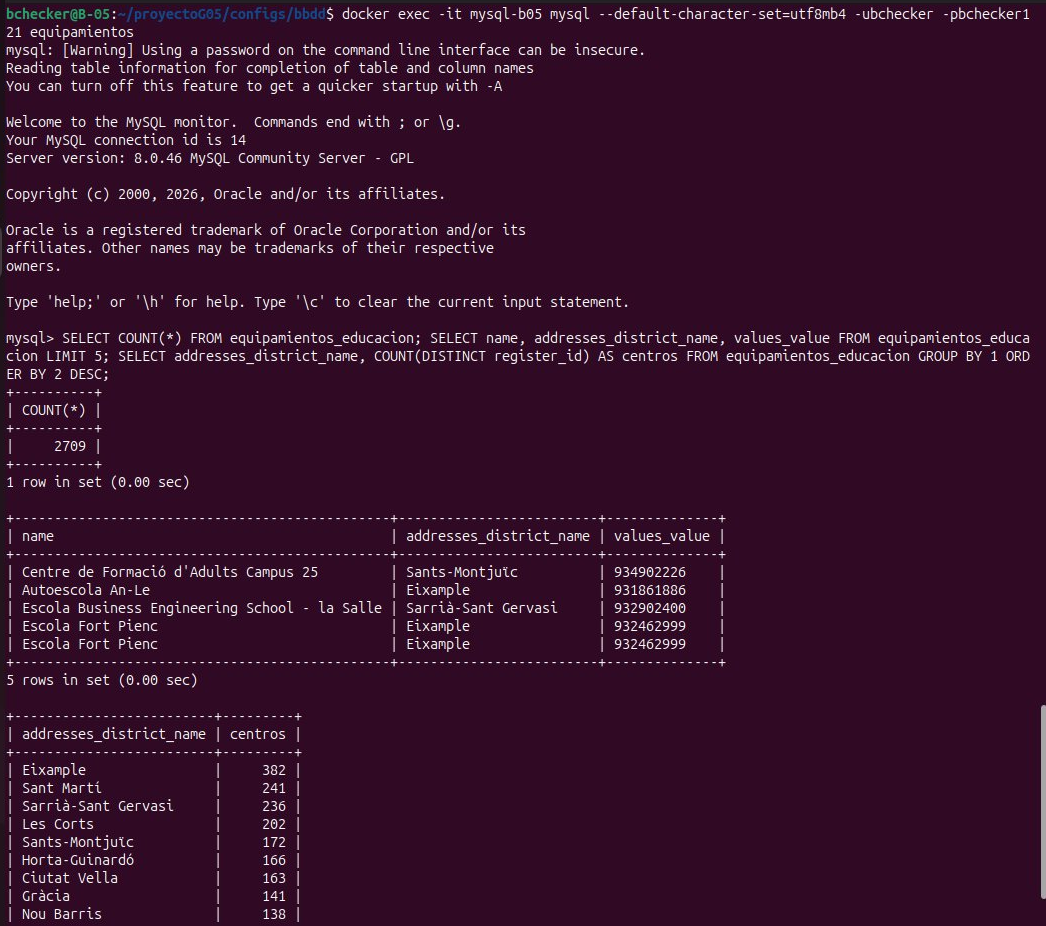 bchecker@B-05:~/proyectoG05/configs/bbdd$ docker exec -it mysql-b05 mysql --default-character-set=utf8mb4 -ubchecker -pbchecker1
21 equipamientos
mysql: [Warning] Using a password on the command line interface can be insecure.
Reading table information for completion of table and column names
You can turn off this feature to get a quicker startup with -A

Welcome to the MySQL monitor.  Commands end with ; or \g.
Your MySQL connection id is 14
Server version: 8.0.46 MySQL Community Server - GPL

Copyright (c) 2000, 2026, Oracle and/or its affiliates.

Oracle is a registered trademark of Oracle Corporation and/or its
affiliates. Other names may be trademarks of their respective
owners.

Type 'help;' or '\h' for help. Type '\c' to clear the current input statement.

mysql> SELECT COUNT(*) FROM equipamientos_educacion; SELECT name, addresses_district_name, values_value FROM equipamientos_educa
cion LIMIT 5; SELECT addresses_district_name, COUNT(DISTINCT register_id) AS centros FROM equipamientos_educacion GROUP BY 1 ORD
ER BY 2 DESC;
+----------+
| COUNT(*) |
+----------+
|     2709 |
+----------+
1 row in set (0.00 sec)

+----------------------------------------------+-------------------------+--------------+
| name                                         | addresses_district_name | values_value |
+----------------------------------------------+-------------------------+--------------+
| Centre de Formació d'Adults Campus 25        | Sants-Montjuïc          | 934902226    |
| Autoescola An-Le                             | Eixample                | 931861886    |
| Escola Business Engineering School - la Salle | Sarrià-Sant Gervasi     | 932902400    |
| Escola Fort Pienc                            | Eixample                | 932462999    |
| Escola Fort Pienc                            | Eixample                | 932462999    |
+----------------------------------------------+-------------------------+--------------+
5 rows in set (0.00 sec)

+-------------------------+---------+
| addresses_district_name | centros |
+-------------------------+---------+
| Eixample                |     382 |
| Sant Martí              |     241 |
| Sarrià-Sant Gervasi     |     236 |
| Les Corts               |     202 |
| Sants-Montjuïc          |     172 |
| Horta-Guinardó          |     166 |
| Ciutat Vella            |     163 |
| Gràcia                  |     141 |
| Nou Barris              |     138 |